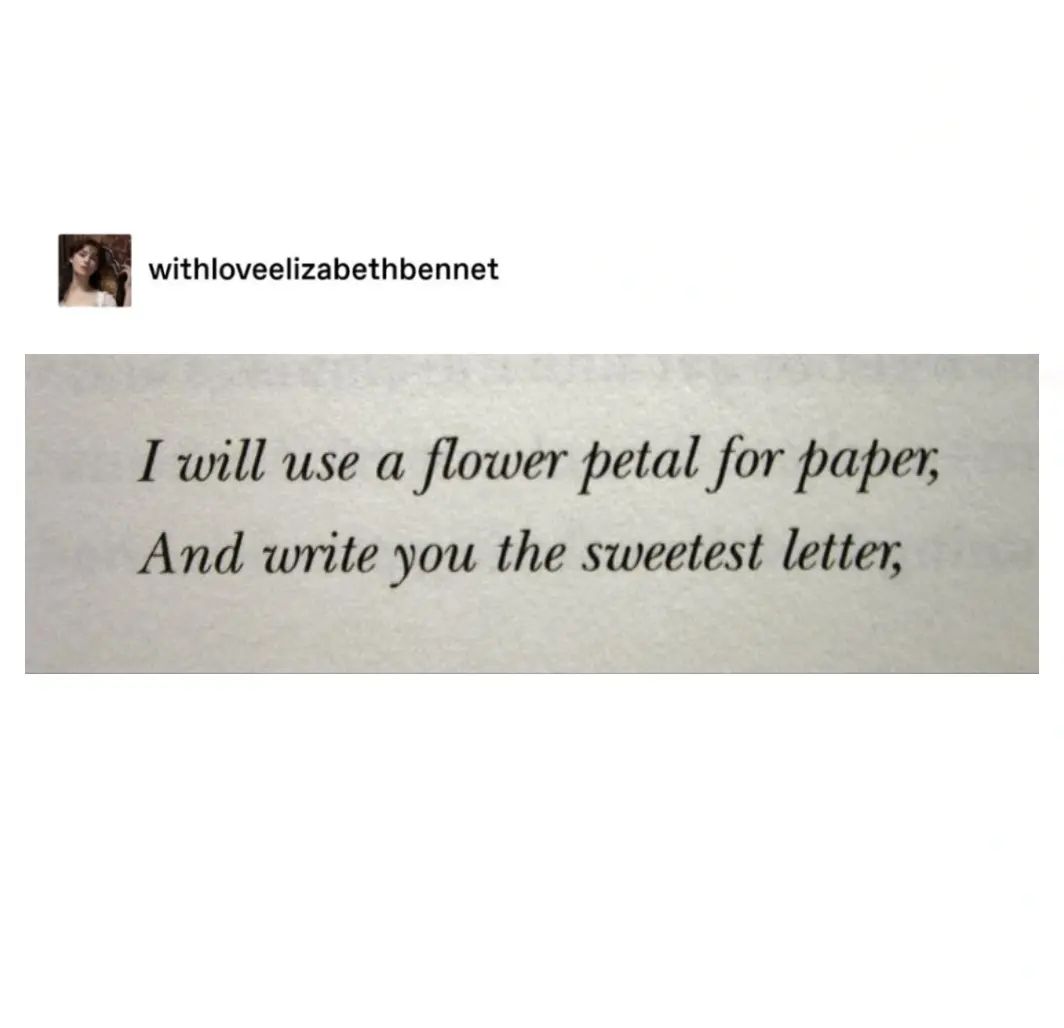 withloveelizabethbennet
I will use a flower petal for paper,
And write you the sweetest letter,